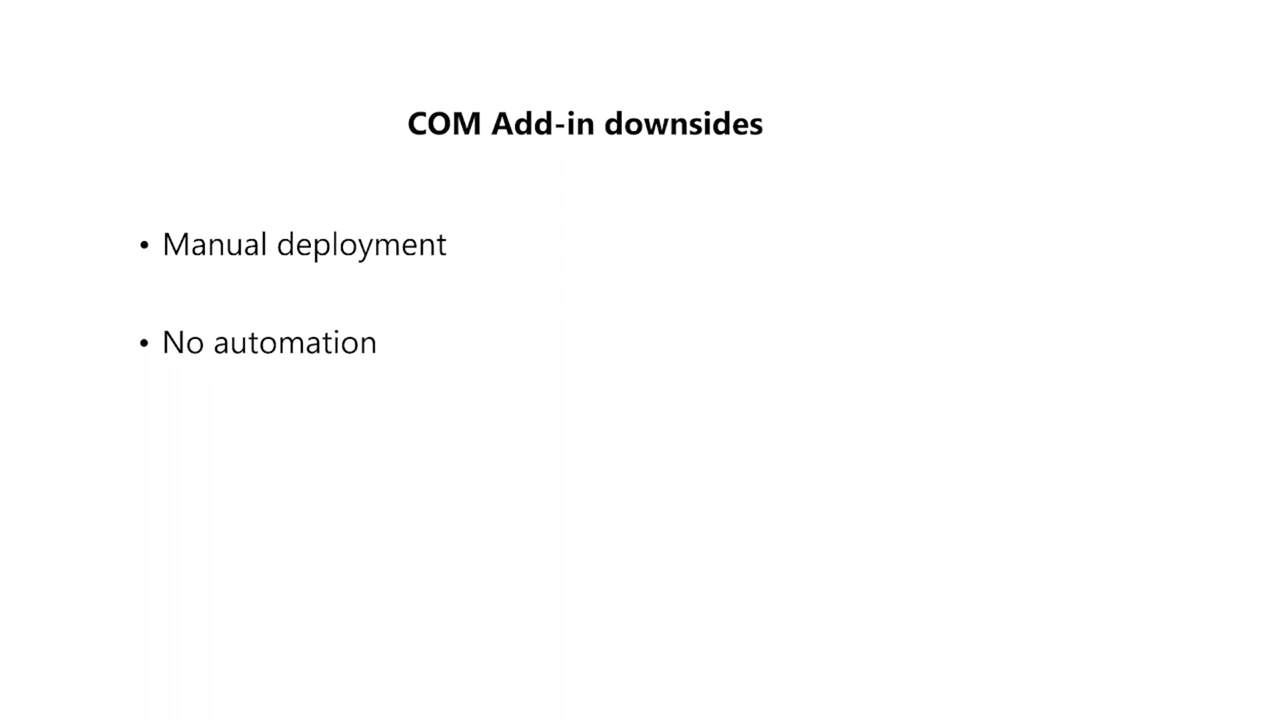 COM Add-in downsides
• Manual deployment
• No automation